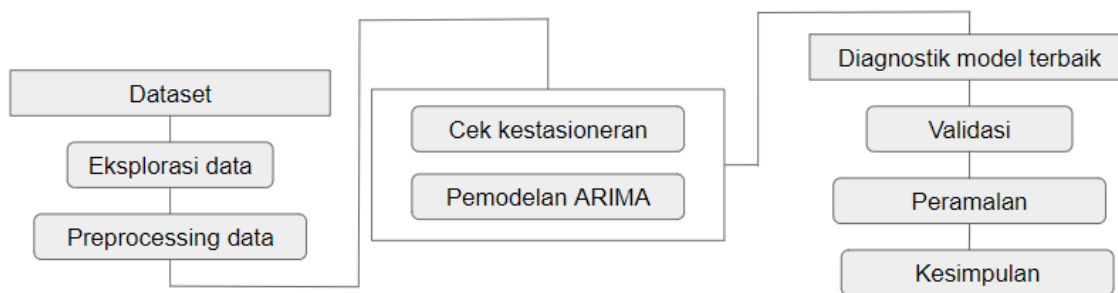 Dataset
Eksplorasi data
Preprocessing data
Cek kestasioneran
Pemodelan ARIMA
Diagnostik model terbaik
Validasi
Peramalan
Kesimpulan